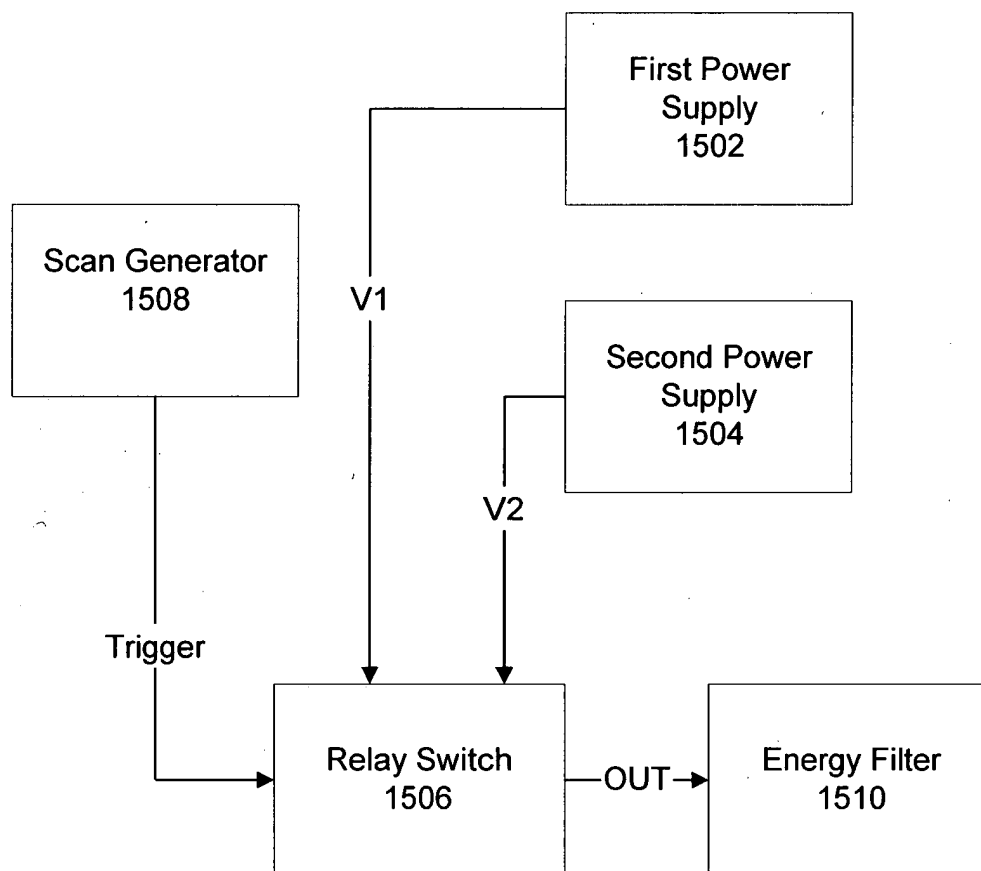 First Power
Supply
1502
Scan Generator
1508
V1
Second Power
Supply
1504
V2
Trigger
Relay Switch
1506
OUT
Energy Filter
1510